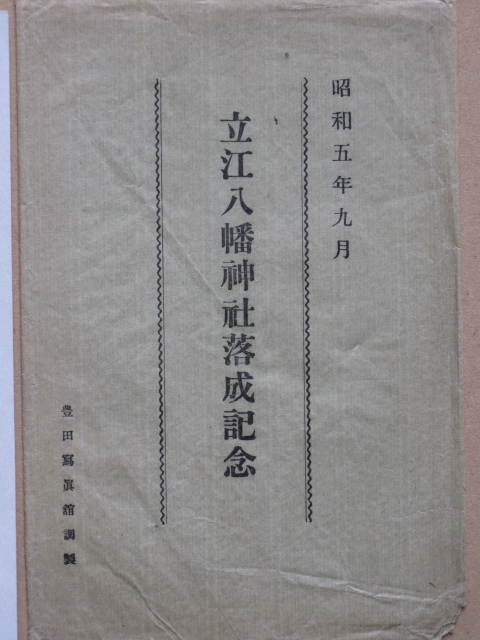 昭和五年九月
立江八幡神社落成記念
豊田寫眞館調製